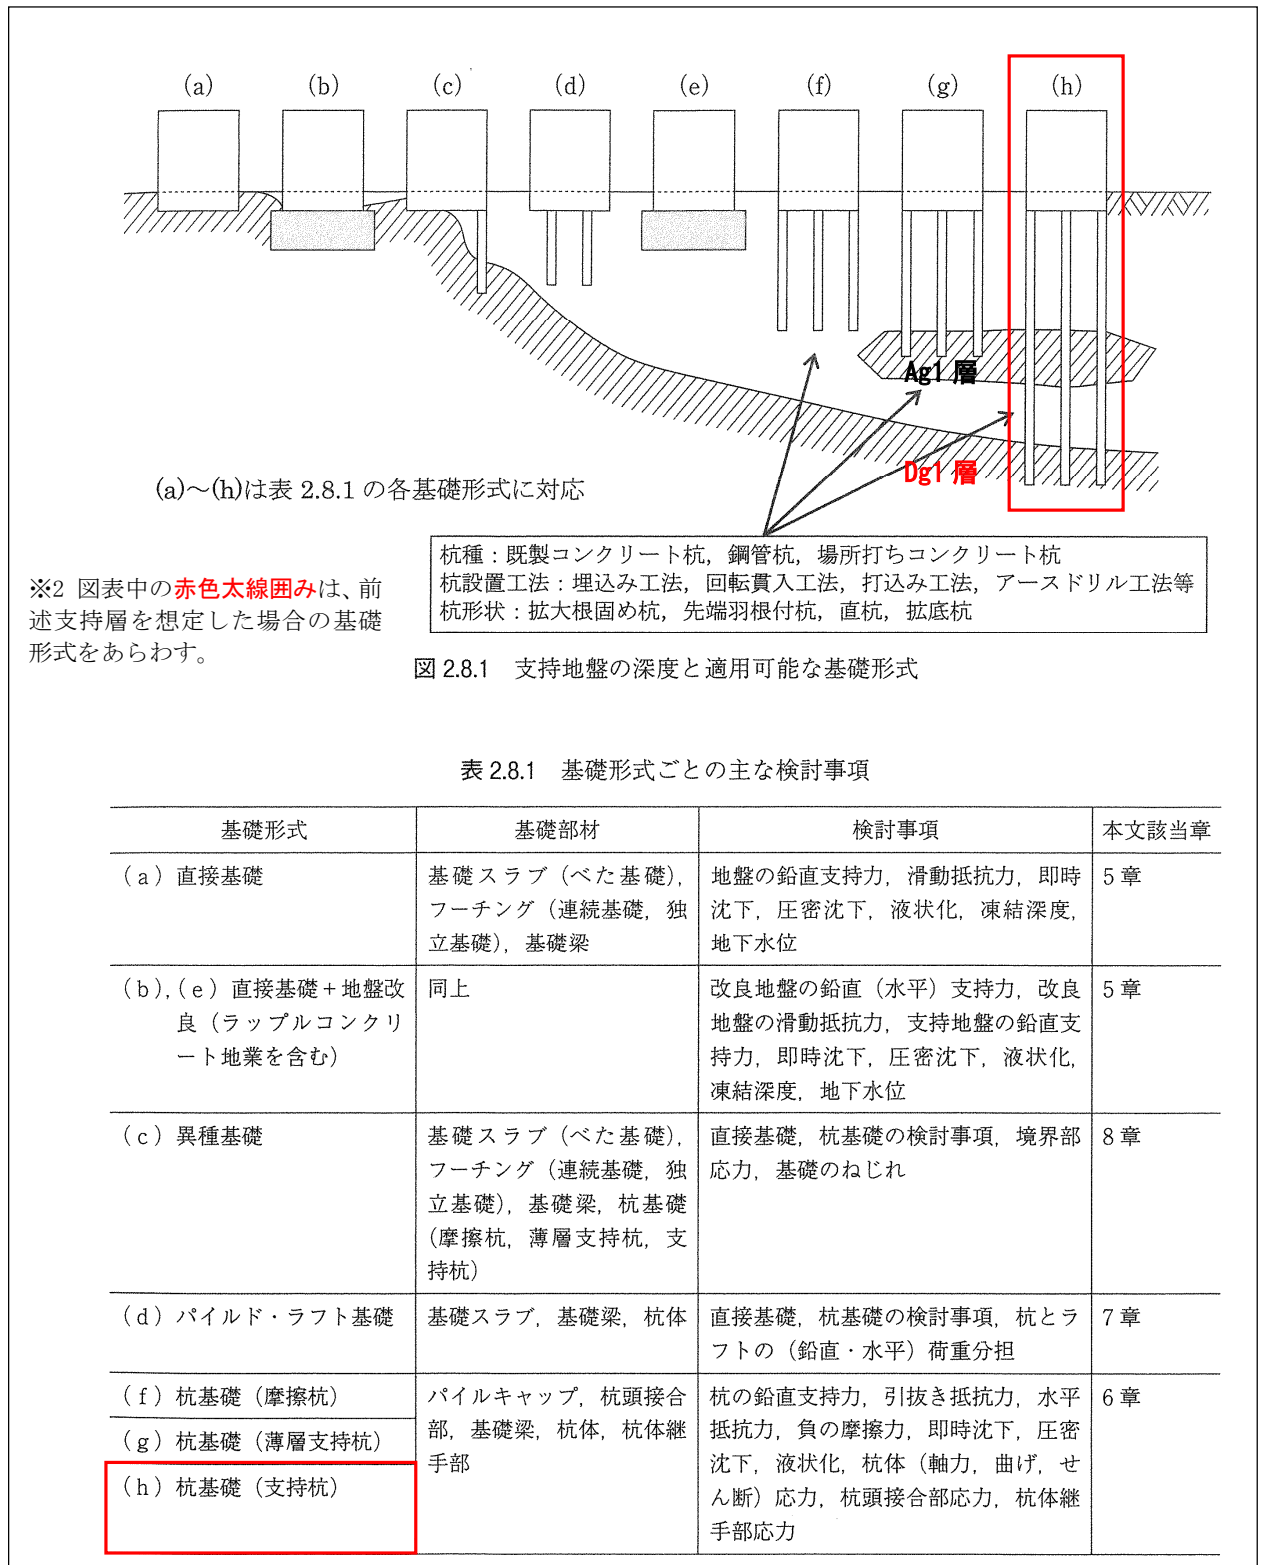 (a) (b) (c) (d) (e) (f) (g) (h)
Ag1 層
Dg1 層
(a)～(h)は表 2.8.1 の各基礎形式に対応
杭種：既製コンクリート杭，鋼管杭，場所打ちコンクリート杭
杭設置工法：埋込み工法，回転貫入工法，打込み工法，アースドリル工法等
杭形状：拡大根固め杭，先端羽根付杭，直杭，拡底杭
※2 図表中の赤色太線囲みは、前
述支持層を想定した場合の基礎
形式をあらわす。
図 2.8.1 支持地盤の深度と適用可能な基礎形式
表 2.8.1 基礎形式ごとの主な検討事項
基礎形式 基礎部材 検討事項 本文該当章
(a) 直接基礎
基礎スラブ（べた基礎），
フーチング（連続基礎，独
立基礎），基礎梁
地盤の鉛直支持力，滑動抵抗力，即時
沈下，圧密沈下，液状化，凍結深度，
地下水位
5章
(b),(e) 直接基礎＋地盤改
良（ラップルコンクリ
ート地業を含む）
同上
改良地盤の鉛直（水平）支持力，改良
地盤の滑動抵抗力，支持地盤の鉛直支
持力，即時沈下，圧密沈下，液状化，
凍結深度，地下水位
5章
(c) 異種基礎
基礎スラブ（べた基礎），
フーチング（連続基礎，独
立基礎），基礎梁，杭基礎
（摩擦杭，薄層支持杭，支
持杭）
直接基礎，杭基礎の検討事項，境界部
応力，基礎のねじれ
8章
(d) パイルド・ラフト基礎
基礎スラブ，基礎梁，杭体
直接基礎，杭基礎の検討事項，杭とラ
フトの（鉛直・水平）荷重分担
7章
(f) 杭基礎（摩擦杭）
(g) 杭基礎（薄層支持杭）
(h) 杭基礎（支持杭）
パイルキャップ，杭頭接合
部，基礎梁，杭体，杭体継
手部
杭の鉛直支持力，引抜き抵抗力，水平
抵抗力，負の摩擦力，即時沈下，圧密
沈下，液状化，杭体（軸力，曲げ，せ
ん断）応力，杭頭接合部応力，杭体継
手部応力
6章